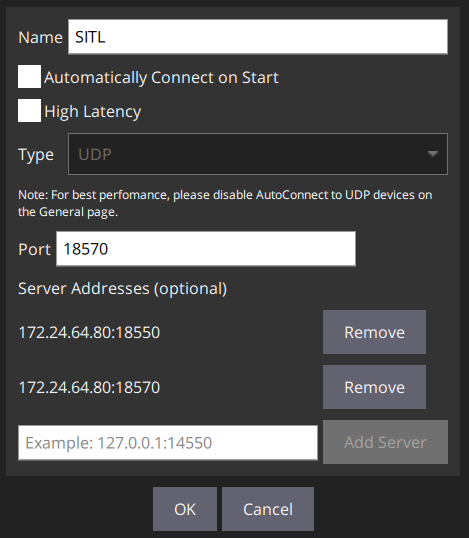 Name SITL
Automatically Connect on Start
High Latency
Type UDP
Note: For best perfomance, please disable AutoConnect to UDP devices on
the General page.
Port 18570
Server Addresses (optional)
172.24.64.80:18550 Remove
172.24.64.80:18570 Remove
Example: 127.0.0.1:14550 Add Server
OK Cancel